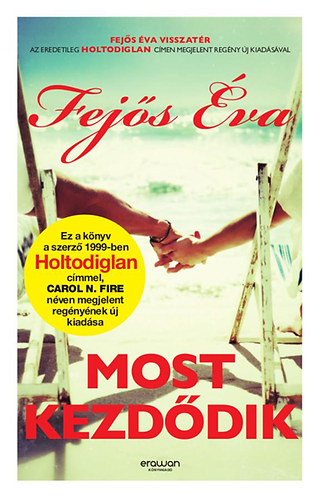 FEJŐS ÉVA VISSZATÉR
AZ EREDETILEG HOLTODIGLAN CÍMEN MEGJELENT REGÉNY ÚJ KIADÁSÁVAL
Fejős Éva
Ez a könyv
a szerző 1999-ben
Holtodiglan
címmel,
CAROL N. FIRE
néven megjelent
regényének új
kiadása
MOST
KEZDŐDIK
erawan
KÖNYVKIADÓ